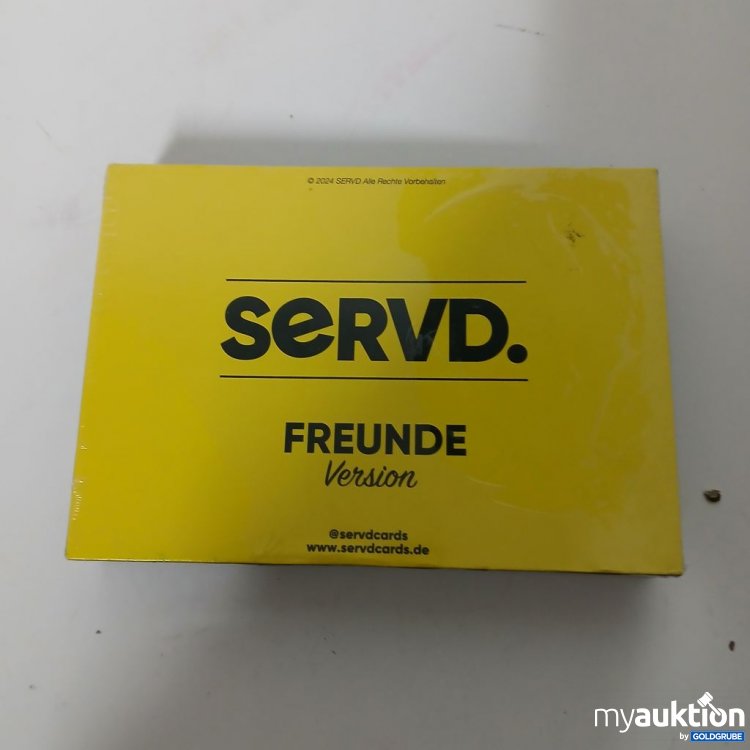 © 2024 SERVD Alle Rechte Vorbehalten
SERVD.
FREUNDE
Version
@servdcards
www.servdcards.de
myauktion
by GOLDGRUBE